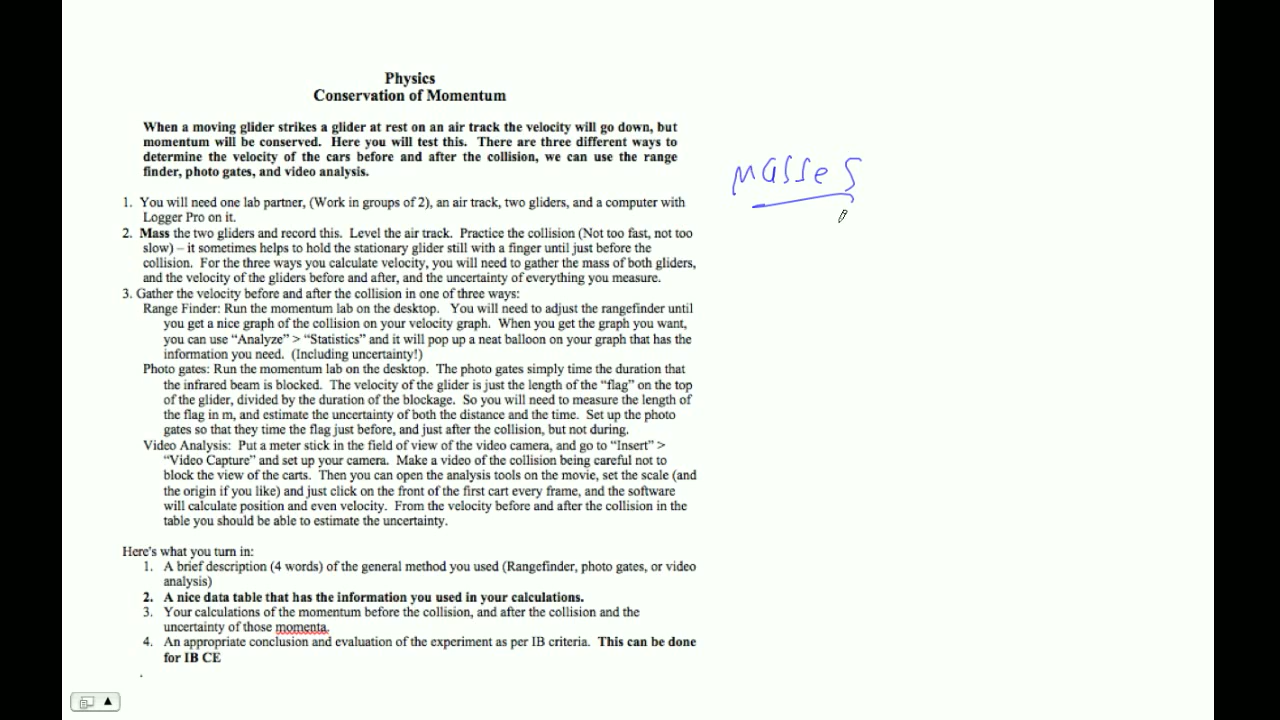 Physics
Conservation of Momentum
When a moving glider strikes a glider at rest on an air track the velocity will go down, but
momentum will be conserved. Here you will test this. There are three different ways to
determine the velocity of the cars before and after the collision, we can use the range
finder, photo gates, and video analysis.
1. You will need one lab partner, (Work in groups of 2), an air track, two gliders, and a computer with
Logger Pro on it.
2. Mass the two gliders and record this. Level the air track. Practice the collision (Not too fast, not too
slow) – it sometimes helps to hold the stationary glider still with a finger until just before the
collision. For the three ways you calculate velocity, you will need to gather the mass of both gliders,
and the velocity of the gliders before and after, and the uncertainty of everything you measure.
3. Gather the velocity before and after the collision in one of three ways:
Range Finder: Run the momentum lab on the desktop. You will need to adjust the rangefinder until
you get a nice graph of the collision on your velocity graph. When you get the graph you want,
you can use “Analyze” > “Statistics” and it will pop up a neat balloon on your graph that has the
information you need. (Including uncertainty!)
Photo gates: Run the momentum lab on the desktop. The photo gates simply time the duration that
the infrared beam is blocked. The velocity of the glider is just the length of the “flag” on the top
of the glider, divided by the duration of the blockage. So you will need to measure the length of
the flag in m, and estimate the uncertainty of both the distance and the time. Set up the photo
gates so that they time the flag just before, and just after the collision, but not during.
Video Analysis: Put a meter stick in the field of view of the video camera, and go to “Insert” >
“Video Capture” and set up your camera. Make a video of the collision being careful not to
block the view of the carts. Then you can open the analysis tools on the movie, set the scale (and
the origin if you like) and just click on the front of the first cart every frame, and the software
will calculate position and even velocity. From the velocity before and after the collision in the
table you should be able to estimate the uncertainty.
Here's what you turn in:
1. A brief description (4 words) of the general method you used (Rangefinder, photo gates, or video
analysis)
2. A nice data table that has the information you used in your calculations.
3. Your calculations of the momentum before the collision, and after the collision and the
uncertainty of those momenta.
4. An appropriate conclusion and evaluation of the experiment as per IB criteria. This can be done
for IB CE
.
masses